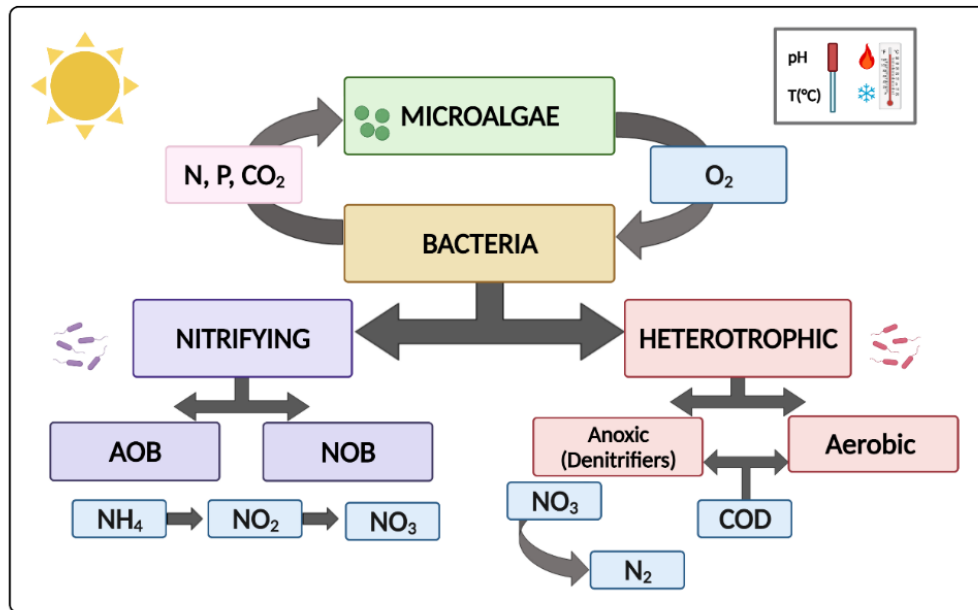 pH
T(ºC)
MICROALGAE
N, P, CO₂
O₂
BACTERIA
NITRIFYING
HETEROTROPHIC
AOB
NOB
Anoxic
(Denitrifiers)
Aerobic
NH₄
NO₂
NO₃
NO₃
COD
N₂